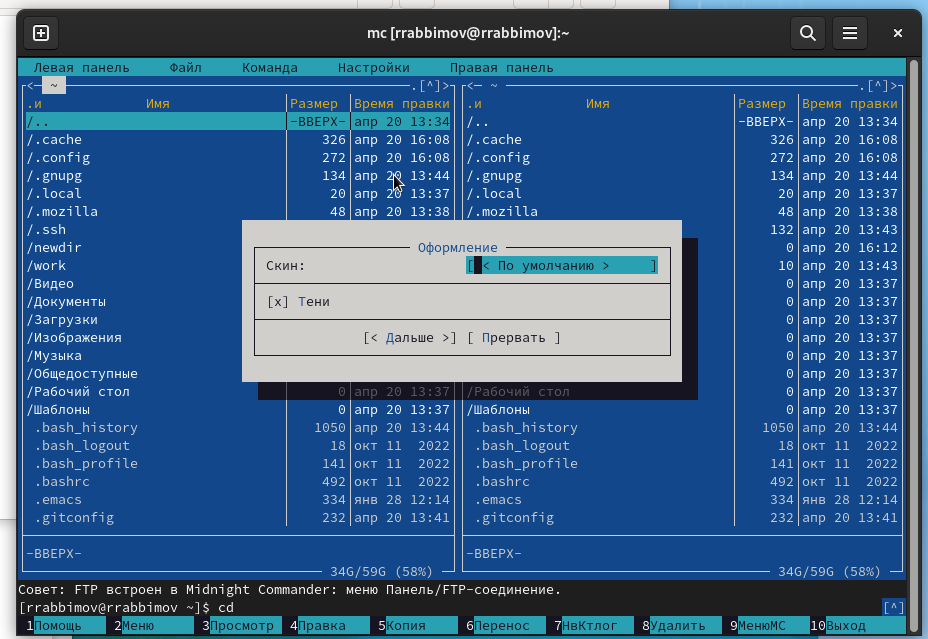 mc [rrabbimov@rrabbimov]:~
Левая панель Файл Команда Настройки Правая панель
<─ ~ .[^]> <─ ~ .[^]>
.и Имя Размер Время правки .и Имя Размер Время правки
/.. -ВВЕРХ- апр 20 13:34 /.. -ВВЕРХ- апр 20 13:34
/.cache 326 апр 20 16:08 /.cache 326 апр 20 16:08
/.config 272 апр 20 16:08 /.config 272 апр 20 16:08
/.gnupg 134 апр 20 13:44 /.gnupg 134 апр 20 13:44
/.local 20 апр 20 13:37 /.local 20 апр 20 13:37
/.mozilla 48 апр 20 13:38 /.mozilla 48 апр 20 13:38
/.ssh 132 апр 20 13:43
/newdir Оформление 0 апр 20 16:12
/work Скин: [ < По умолчанию > ] 10 апр 20 13:43
/Видео 0 апр 20 13:37
/Документы [x] Тени 0 апр 20 13:37
/Загрузки 0 апр 20 13:37
/Изображения [< Дальше >] [ Прервать ] 0 апр 20 13:37
/Музыка 0 апр 20 13:37
/Общедоступные 0 апр 20 13:37
/Рабочий стол 0 апр 20 13:37 /Рабочий стол 0 апр 20 13:37
/Шаблоны 0 апр 20 13:37 /Шаблоны 0 апр 20 13:37
.bash_history 1050 апр 20 13:44 .bash_history 1050 апр 20 13:44
.bash_logout 18 окт 11 2022 .bash_logout 18 окт 11 2022
.bash_profile 141 окт 11 2022 .bash_profile 141 окт 11 2022
.bashrc 492 окт 11 2022 .bashrc 492 окт 11 2022
.emacs 334 янв 28 12:14 .emacs 334 янв 28 12:14
.gitconfig 232 апр 20 13:41 .gitconfig 232 апр 20 13:41
-ВВЕРХ- -ВВЕРХ-
34G/59G (58%) 34G/59G (58%)
Совет: FTP встроен в Midnight Commander: меню Панель/FTP-соединение.
[rrabbimov@rrabbimov ~]$ cd [^]
1Помощь 2Меню 3Просмотр 4Правка 5Копия 6Перенос 7НвКтлог 8Удалить 9МенюМС 10Выход